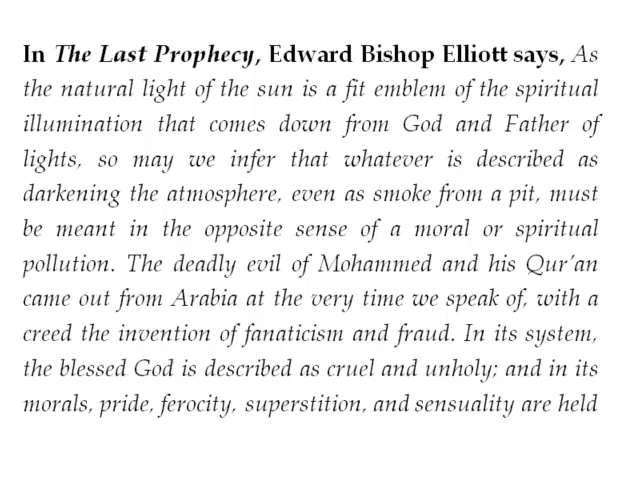 In The Last Prophecy, Edward Bishop Elliott says, As
the natural light of the sun is a fit emblem of the spiritual
illumination that comes down from God and Father of
lights, so may we infer that whatever is described as
darkening the atmosphere, even as smoke from a pit, must
be meant in the opposite sense of a moral or spiritual
pollution. The deadly evil of Mohammed and his Qur'an
came out from Arabia at the very time we speak of, with a
creed the invention of fanaticism and fraud. In its system,
the blessed God is described as cruel and unholy; and in its
morals, pride, ferocity, superstition, and sensuality are held